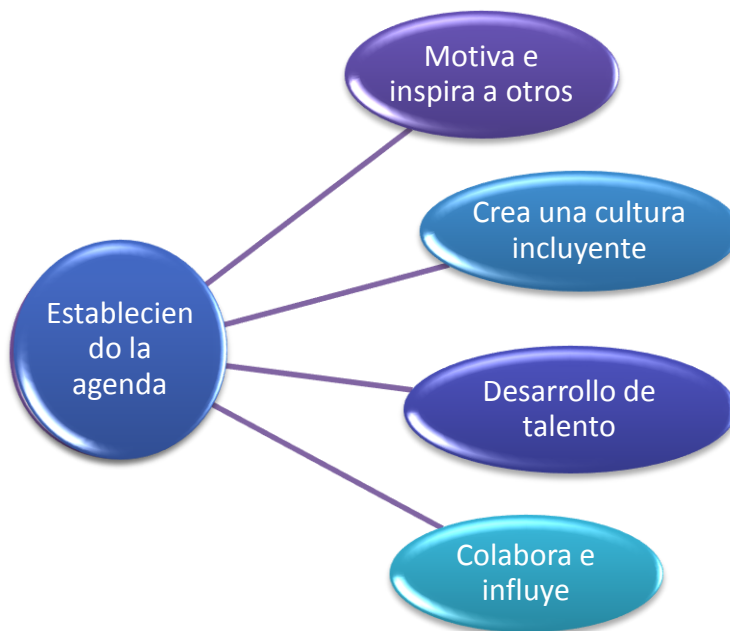 Motiva e
inspira a otros
Crea una cultura
incluyente
Establecien
do la
agenda
Desarrollo de
talento
Colabora e
influye